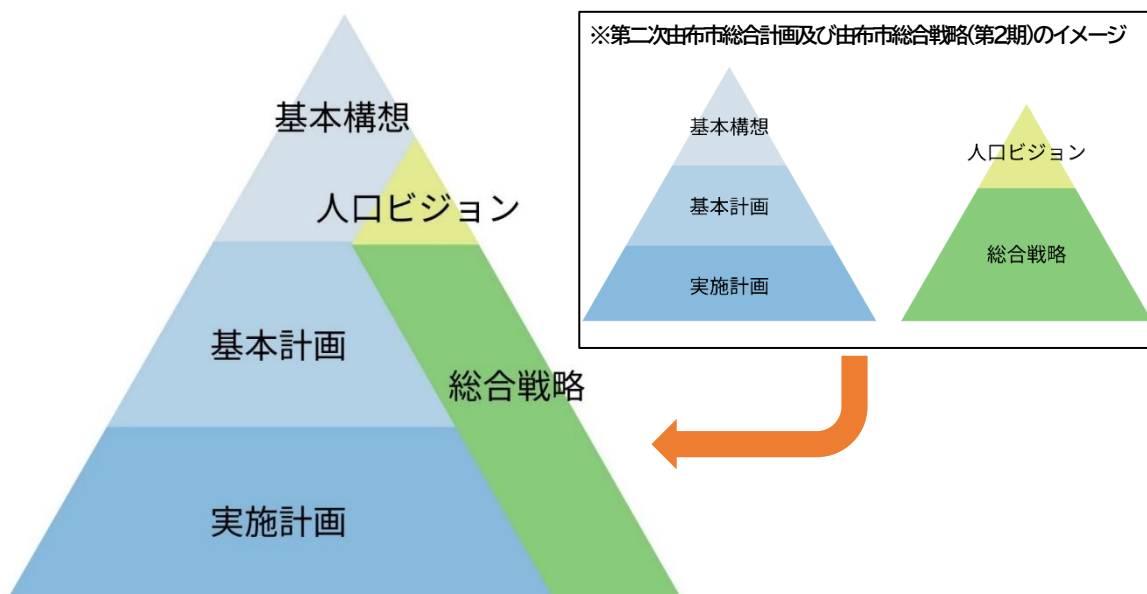 基本構想
人口ビジョン
基本計画
総合戦略
実施計画
※第二次由布市総合計画及び由布市総合戦略(第2期)のイメージ
基本構想
基本計画
実施計画
人口ビジョン
総合戦略